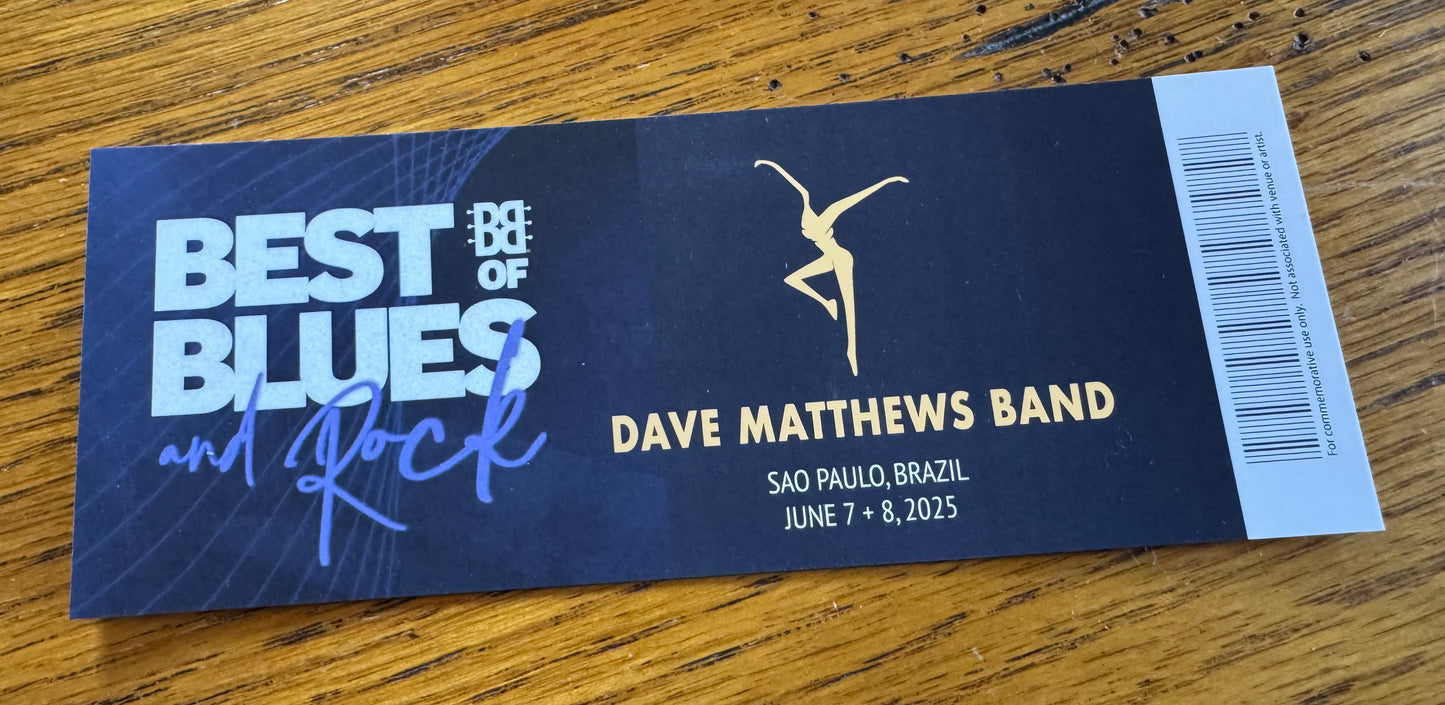 BEST
OF
BLUES
and Rock
DAVE MATTHEWS BAND
SAO PAULO, BRAZIL
JUNE 7 + 8, 2025
For commemorative use only. Not associated with venue or artist.